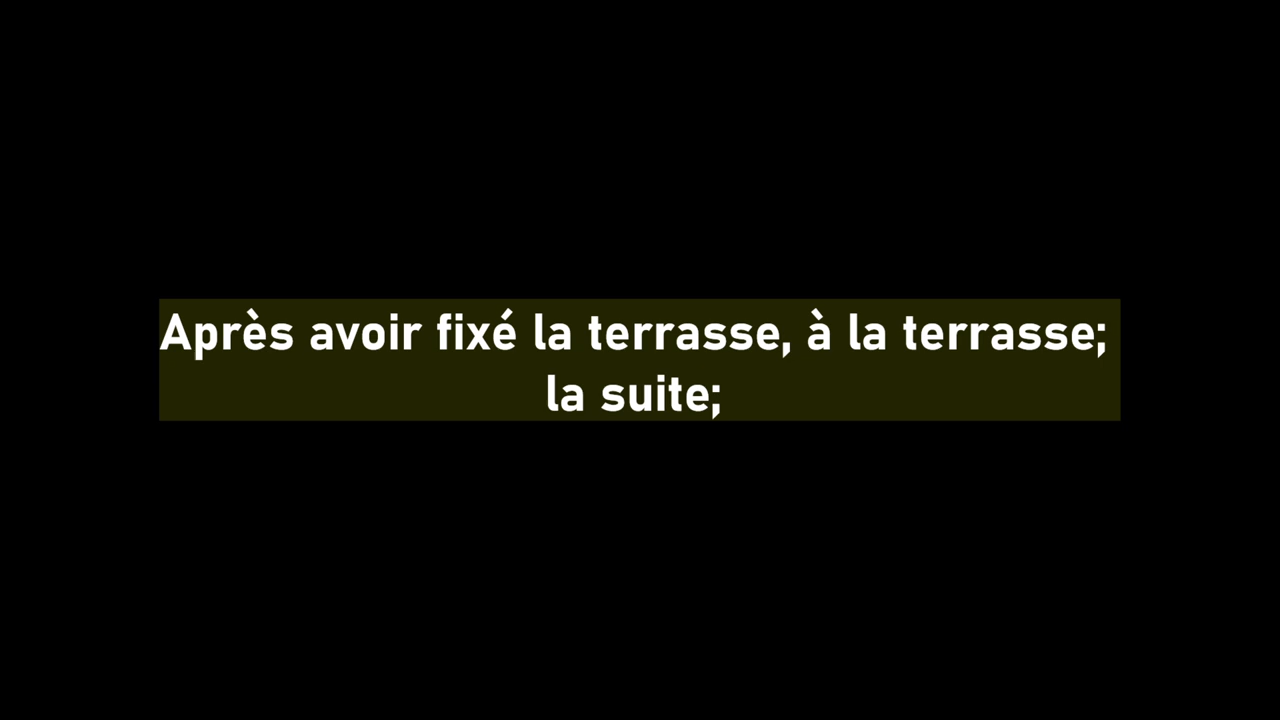 Après avoir fixé la terrasse, à la terrasse;
la suite;